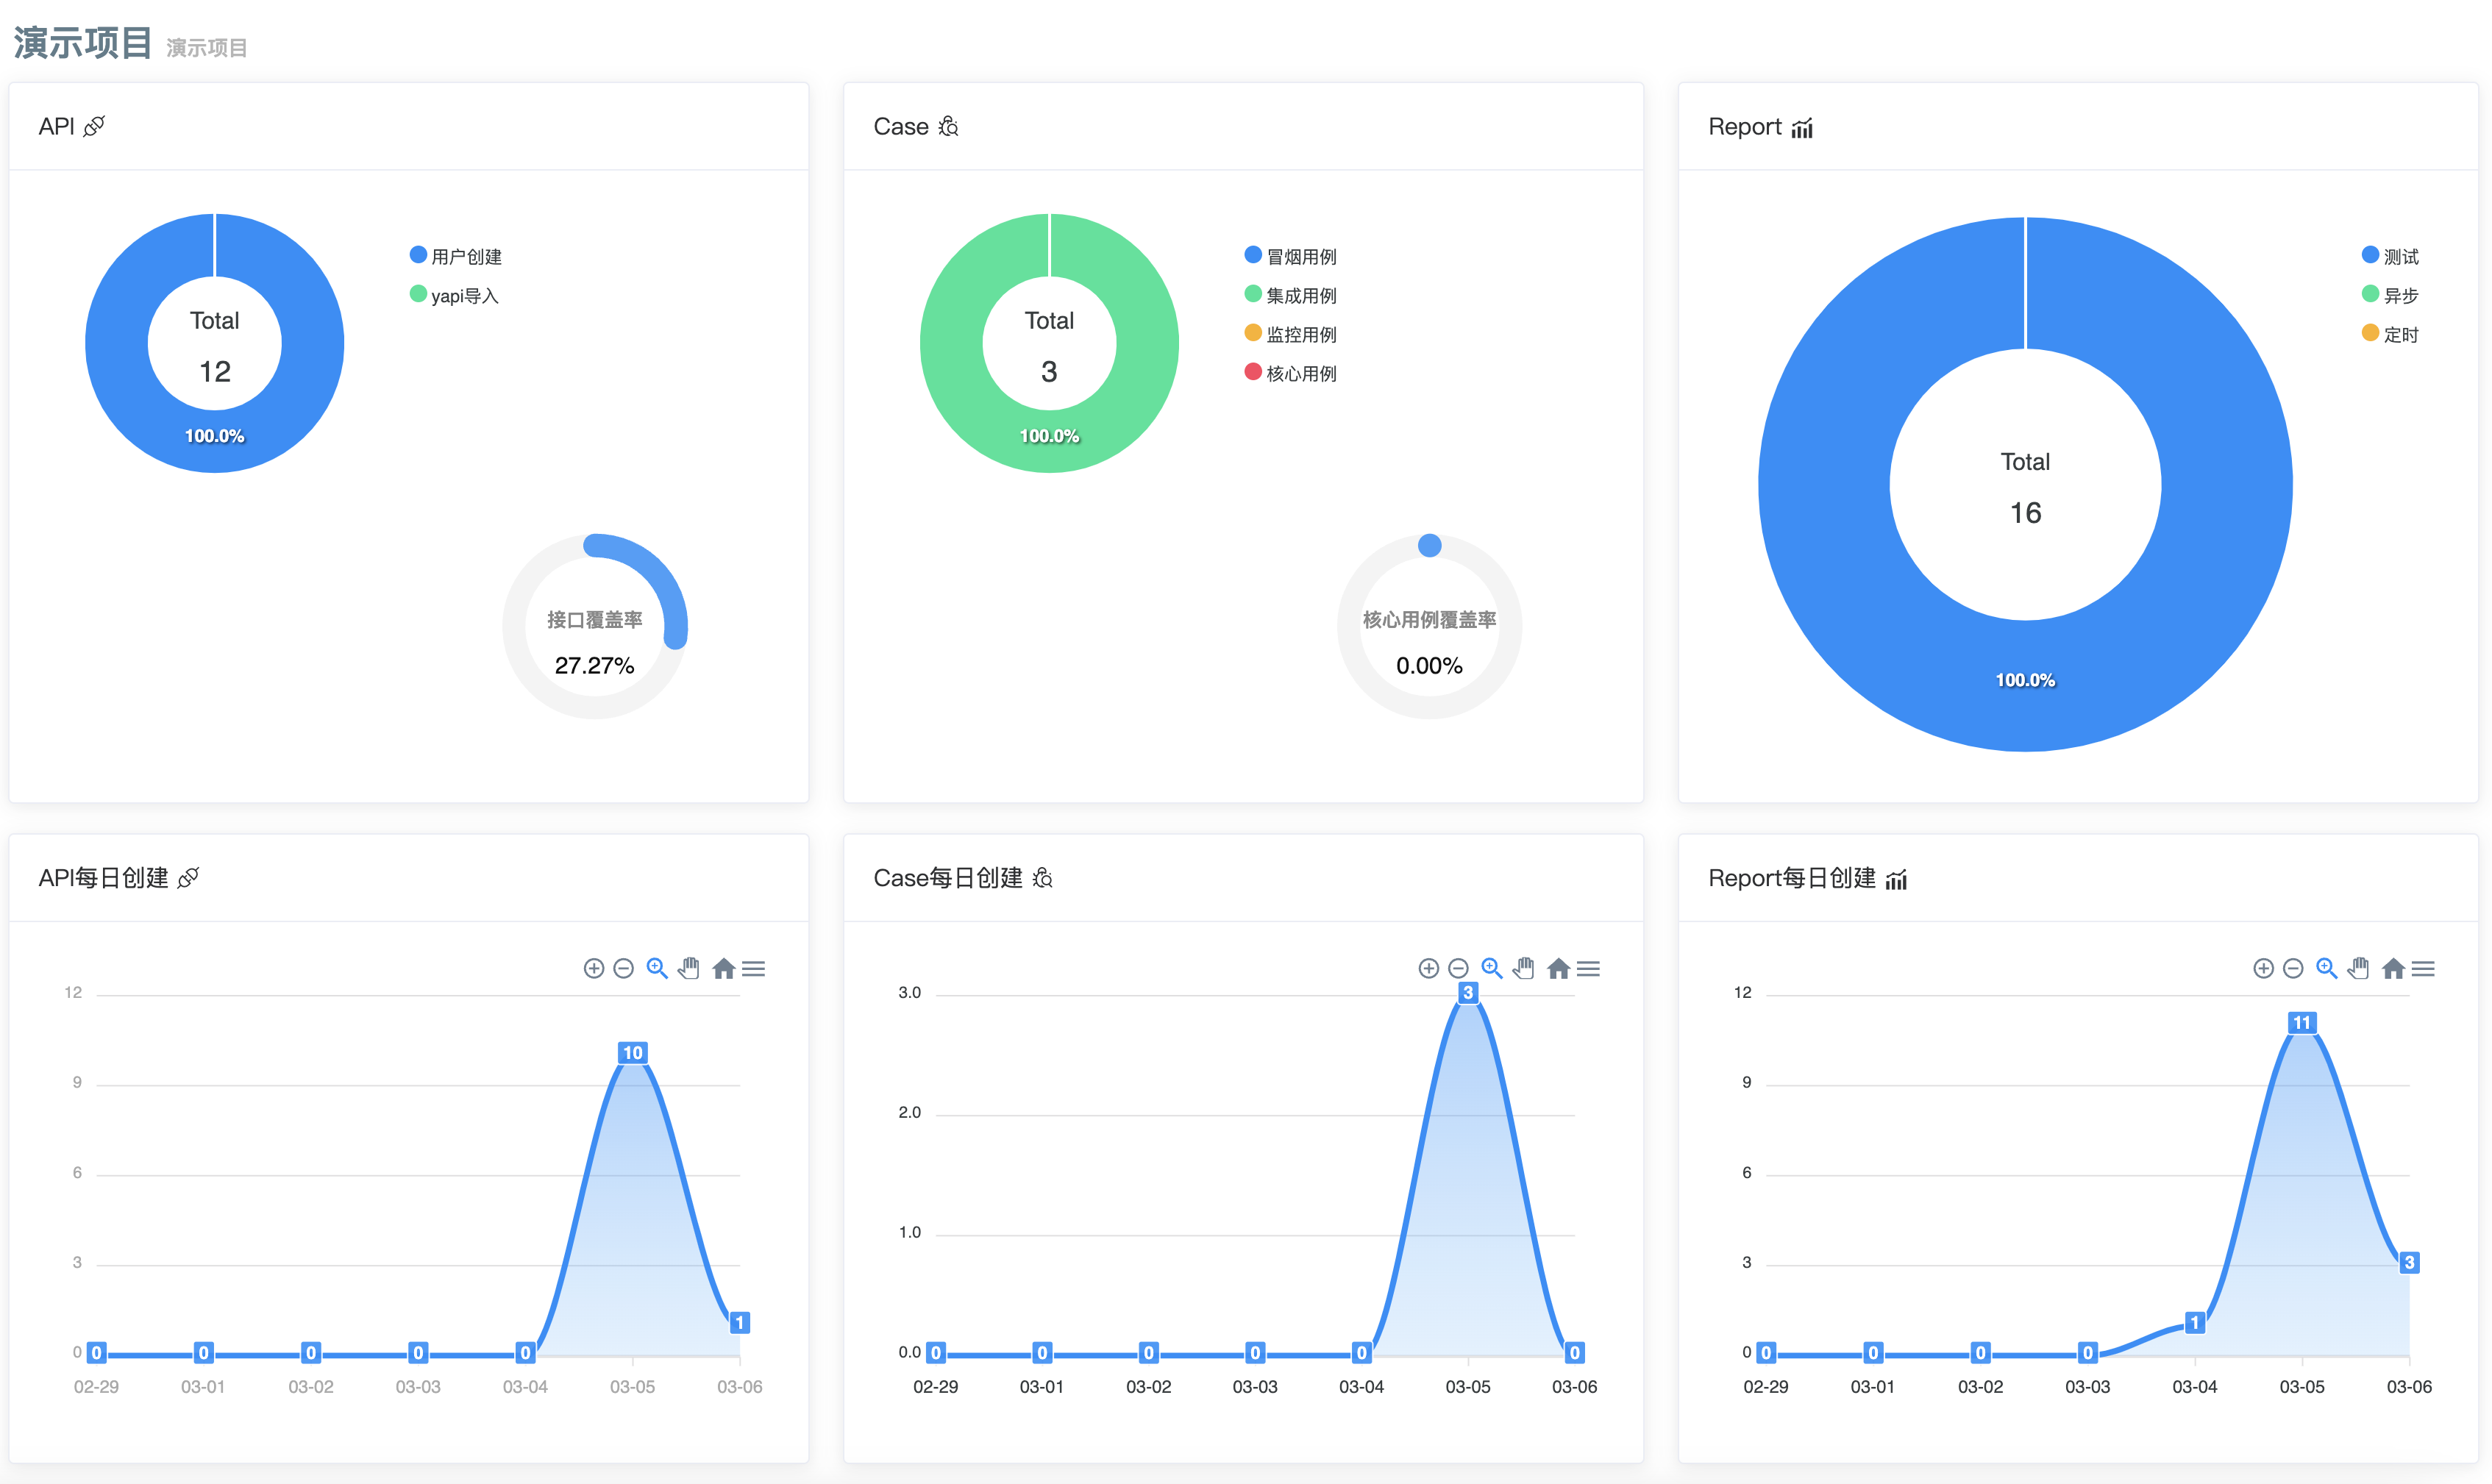 演示项目 演示项目
API
用户创建
yapi导入
Total
12
100.0%
接口覆盖率
27.27%
Case
冒烟用例
集成用例
监控用例
核心用例
Total
3
100.0%
核心用例覆盖率
0.00%
Report
测试
异步
定时
Total
16
100.0%
API每日创建
12
9
6
3
0
10
1
0 0 0 0 0
02-29 03-01 03-02 03-03 03-04 03-05 03-06
Case每日创建
3.0
2.0
1.0
0.0
3
0 0 0 0 0 0
02-29 03-01 03-02 03-03 03-04 03-05 03-06
Report每日创建
12
9
6
3
0
11
3
1
0 0 0 0
02-29 03-01 03-02 03-03 03-04 03-05 03-06